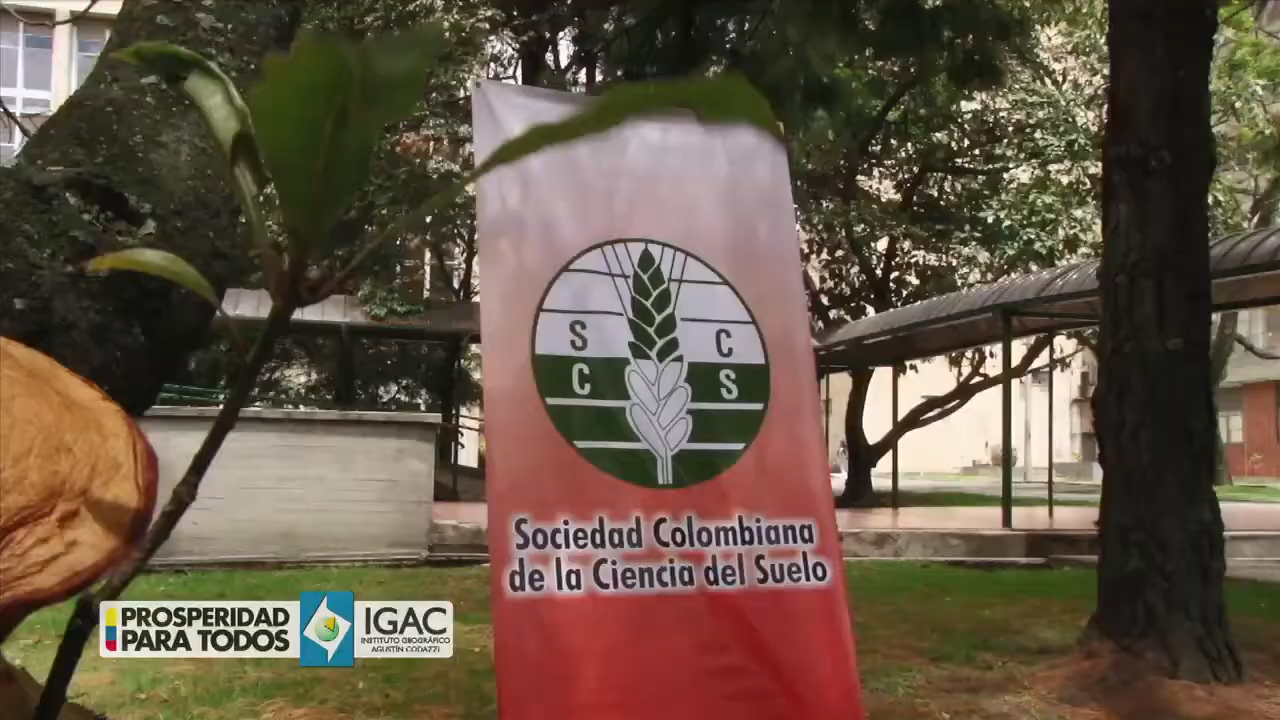 S C
C S
Sociedad Colombiana
de la Ciencia del Suelo
PROSPERIDAD
PARA TODOS
IGAC
INSTITUTO GEOGRÁFICO
AGUSTÍN CODAZZI